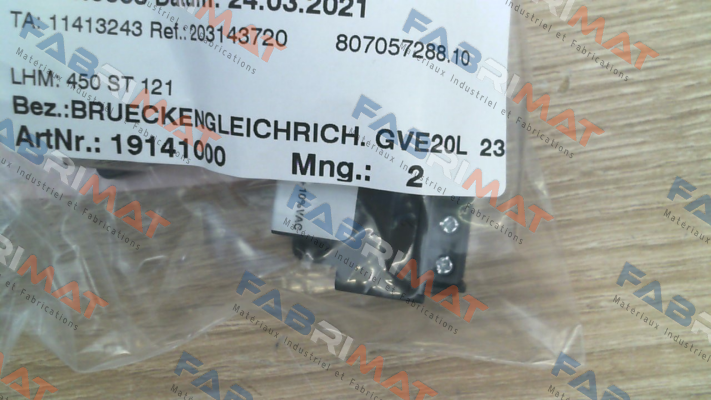 Datum: 24.03.2021
TA: 11413243 Ref.:203143720 807057288.10
LHM: 450 ST 121
Bez.:BRUECKENGLEICHRICH. GVE20L 23
ArtNr.: 19141000 Mng.: 2
FABRIMAT
Matériaux Industriel et Fabrications